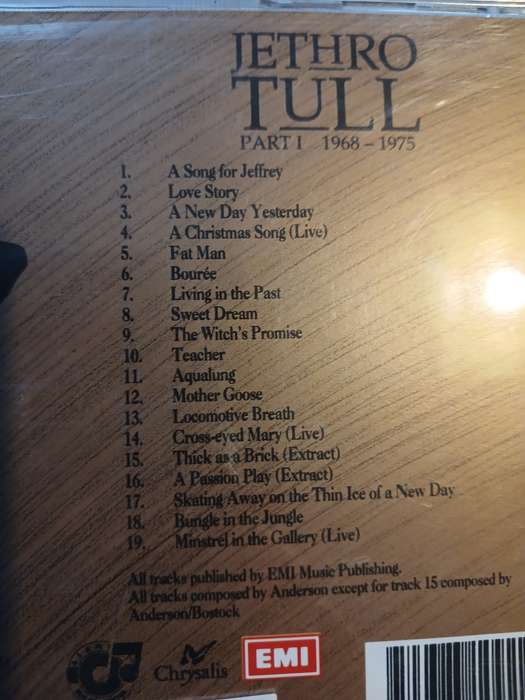 JETHRO
TULL
PART I 1968 – 1975
1. A Song for Jeffrey
2. Love Story
3. A New Day Yesterday
4. A Christmas Song (Live)
5. Fat Man
6. Bourée
7. Living in the Past
8. Sweet Dream
9. The Witch's Promise
10. Teacher
11. Aqualung
12. Mother Goose
13. Locomotive Breath
14. Cross-eyed Mary (Live)
15. Thick as a Brick (Extract)
16. A Passion Play (Extract)
17. Skating Away on the Thin Ice of a New Day
18. Bungle in the Jungle
19. Minstrel in the Gallery (Live)
All tracks published by EMI Music Publishing.
All tracks composed by Anderson except for track 15 composed by
Anderson/Bostock
Chrysalis
EMI